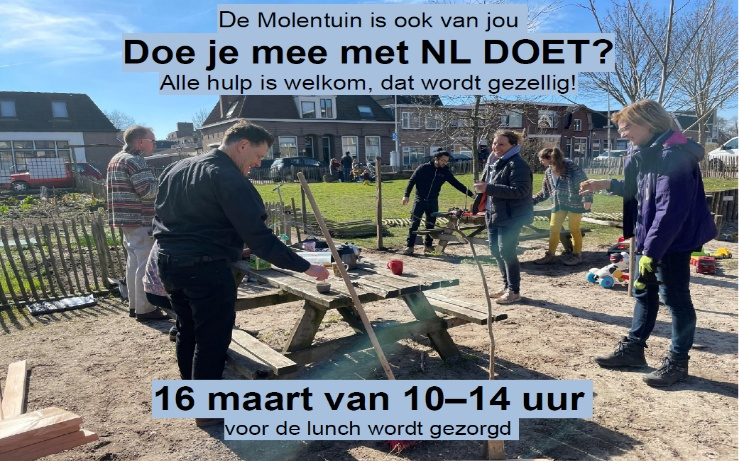 De Molentuin is ook van jou
Doe je mee met NL DOET?
Alle hulp is welkom, dat wordt gezellig!
16 maart van 10–14 uur
voor de lunch wordt gezorgd